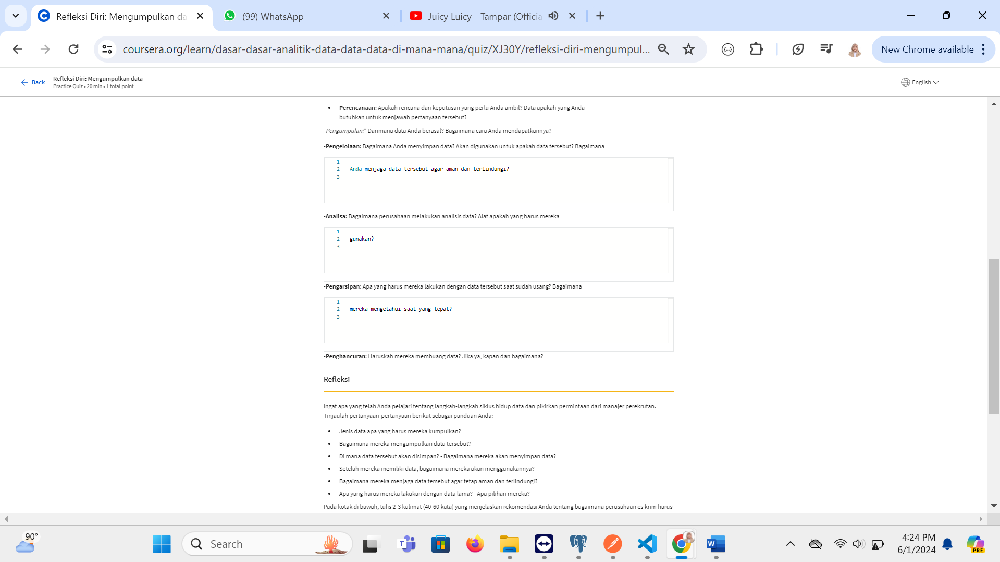 Refleksi Diri: Mengumpulkan da
(99) WhatsApp
Juicy Luicy - Tampar (Officia
coursera.org/learn/dasar-dasar-analitik-data-data-data-di-mana-mana/quiz/XJ30Y/refleksi-diri-mengumpul...
New Chrome available
Back
Refleksi Diri: Mengumpulkan data
Practice Quiz • 20 min • 1 total point
English
• Perencanaan: Apakah rencana dan keputusan yang perlu Anda ambil? Data apakah yang Anda
butuhkan untuk menjawab pertanyaan tersebut?
-Pengumpulan:* Darimana data Anda berasal? Bagaimana cara Anda mendapatkannya?
-Pengelolaan: Bagaimana Anda menyimpan data? Akan digunakan untuk apakah data tersebut? Bagaimana
1
2 Anda menjaga data tersebut agar aman dan terlindungi?
3
-Analisa: Bagaimana perusahaan melakukan analisis data? Alat apakah yang harus mereka
1
2 gunakan?
3
-Pengarsipan: Apa yang harus mereka lakukan dengan data tersebut saat sudah usang? Bagaimana
1
2 mereka mengetahui saat yang tepat?
3
-Penghancuran: Haruskah mereka membuang data? Jika ya, kapan dan bagaimana?
Refleksi
Ingat apa yang telah Anda pelajari tentang langkah-langkah siklus hidup data dan pikirkan permintaan dari manajer perekrutan.
Tinjaulah pertanyaan-pertanyaan berikut sebagai panduan Anda:
• Jenis data apa yang harus mereka kumpulkan?
• Bagaimana mereka mengumpulkan data tersebut?
• Di mana data tersebut akan disimpan? - Bagaimana mereka akan menyimpan data?
• Setelah mereka memiliki data, bagaimana mereka akan menggunakannya?
• Bagaimana mereka menjaga data tersebut agar tetap aman dan terlindungi?
• Apa yang harus mereka lakukan dengan data lama? - Apa pilihan mereka?
Pada kotak di bawah, tulis 2-3 kalimat (40-60 kata) yang menjelaskan rekomendasi Anda tentang bagaimana perusahaan es krim harus
90°
Search
4:24 PM
6/1/2024
PRE